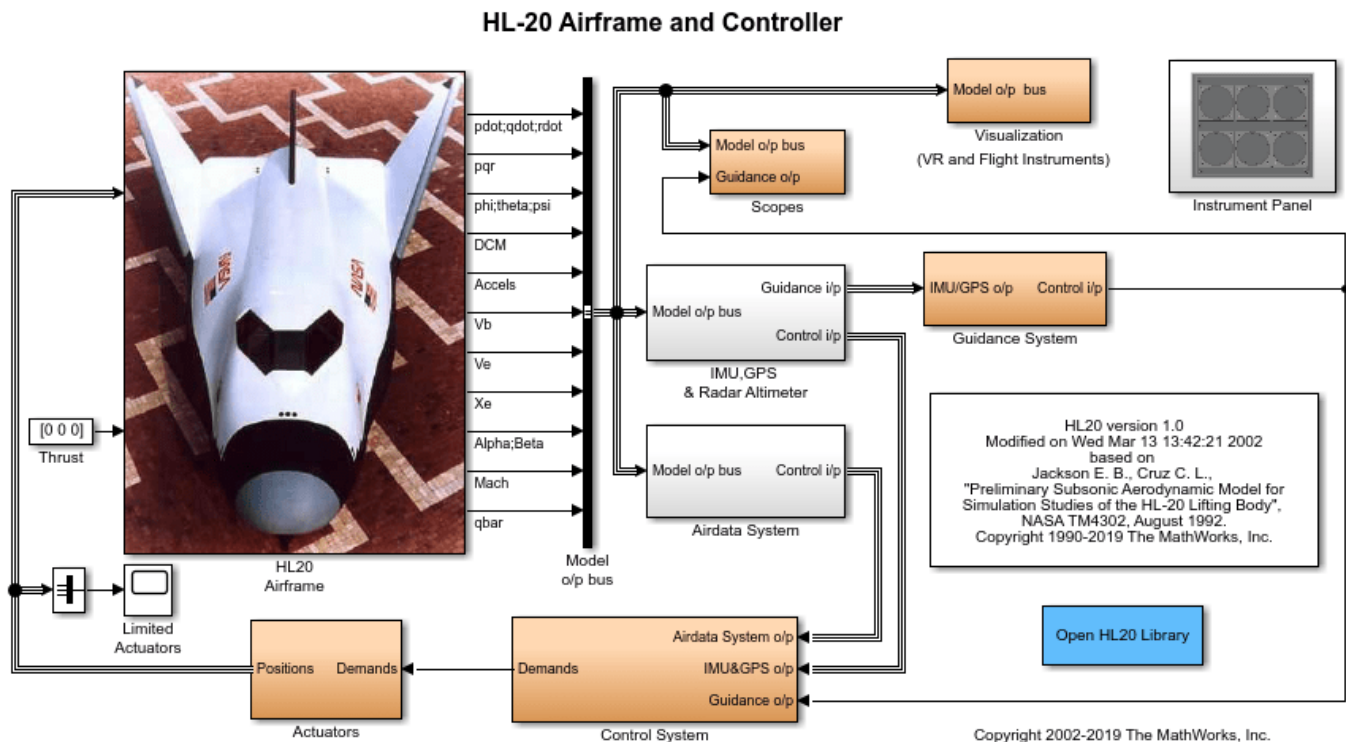 HL-20 Airframe and Controller
pdot;qdot;rdot
pqr
phi;theta;psi
DCM
Accels
Vb
Ve
Xe
Alpha;Beta
Mach
qbar
NASA
NASA
HL20
Airframe
[0 0 0]
Thrust
Limited
Actuators
Model
o/p bus
Model o/p bus
Visualization
(VR and Flight Instruments)
Model o/p bus
Guidance o/p
Scopes
Instrument Panel
Model o/p bus
Guidance i/p
Control i/p
IMU,GPS
& Radar Altimeter
IMU/GPS o/p
Control i/p
Guidance System
Model o/p bus
Control i/p
Airdata System
HL20 version 1.0
Modified on Wed Mar 13 13:42:21 2002
based on
Jackson E. B., Cruz C. L.,
"Preliminary Subsonic Aerodynamic Model for
Simulation Studies of the HL-20 Lifting Body",
NASA TM4302, August 1992.
Copyright 1990-2019 The MathWorks, Inc.
Open HL20 Library
Positions
Demands
Actuators
Demands
Airdata System o/p
IMU&GPS o/p
Guidance o/p
Control System
Copyright 2002-2019 The MathWorks, Inc.